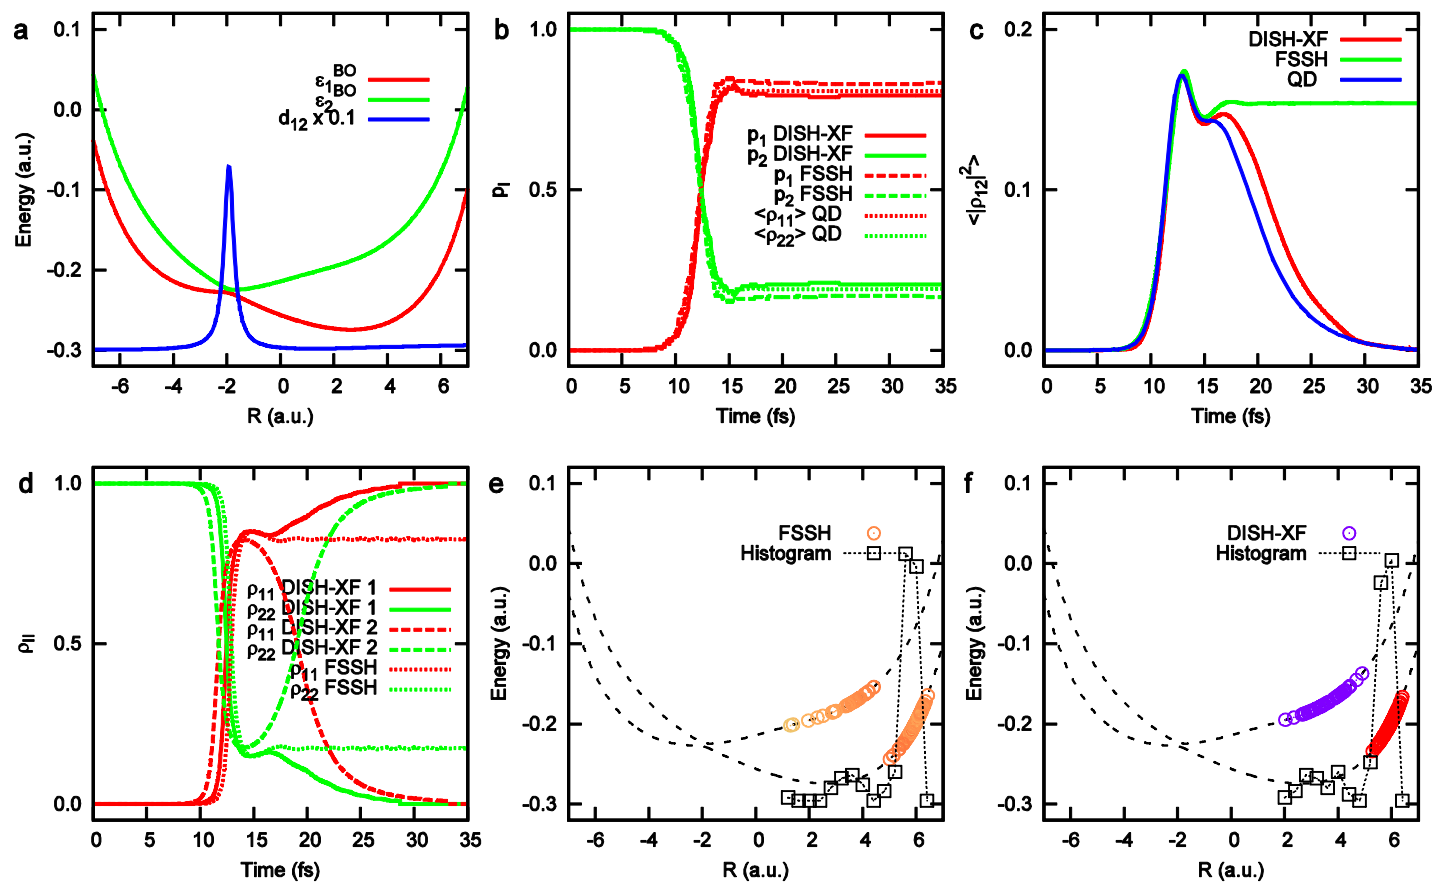 a
0.1
0.0
-0.1
-0.2
-0.3
Energy (a.u.)
ε₁ᴮᴼ
ε₂ᴮᴼ
d₁₂ x 0.1
-6 -4 -2 0 2 4 6
R (a.u.)
b
1.0
0.5
0.0
pᵢ
p₁ DISH-XF
p₂ DISH-XF
p₁ FSSH
p₂ FSSH
<ρ₁₁> QD
<ρ₂₂> QD
0 5 10 15 20 25 30 35
Time (fs)
c
0.2
0.1
0.0
<|ρ₁₂|²>
DISH-XF
FSSH
QD
0 5 10 15 20 25 30 35
Time (fs)
d
1.0
0.5
0.0
ρ_II
ρ₁₁ DISH-XF 1
ρ₂₂ DISH-XF 1
ρ₁₁ DISH-XF 2
ρ₂₂ DISH-XF 2
ρ₁₁ FSSH
ρ₂₂ FSSH
0 5 10 15 20 25 30 35
Time (fs)
e
0.1
0.0
-0.1
-0.2
-0.3
Energy (a.u.)
FSSH
Histogram
-6 -4 -2 0 2 4 6
R (a.u.)
f
0.1
0.0
-0.1
-0.2
-0.3
Energy (a.u.)
DISH-XF
Histogram
-6 -4 -2 0 2 4 6
R (a.u.)